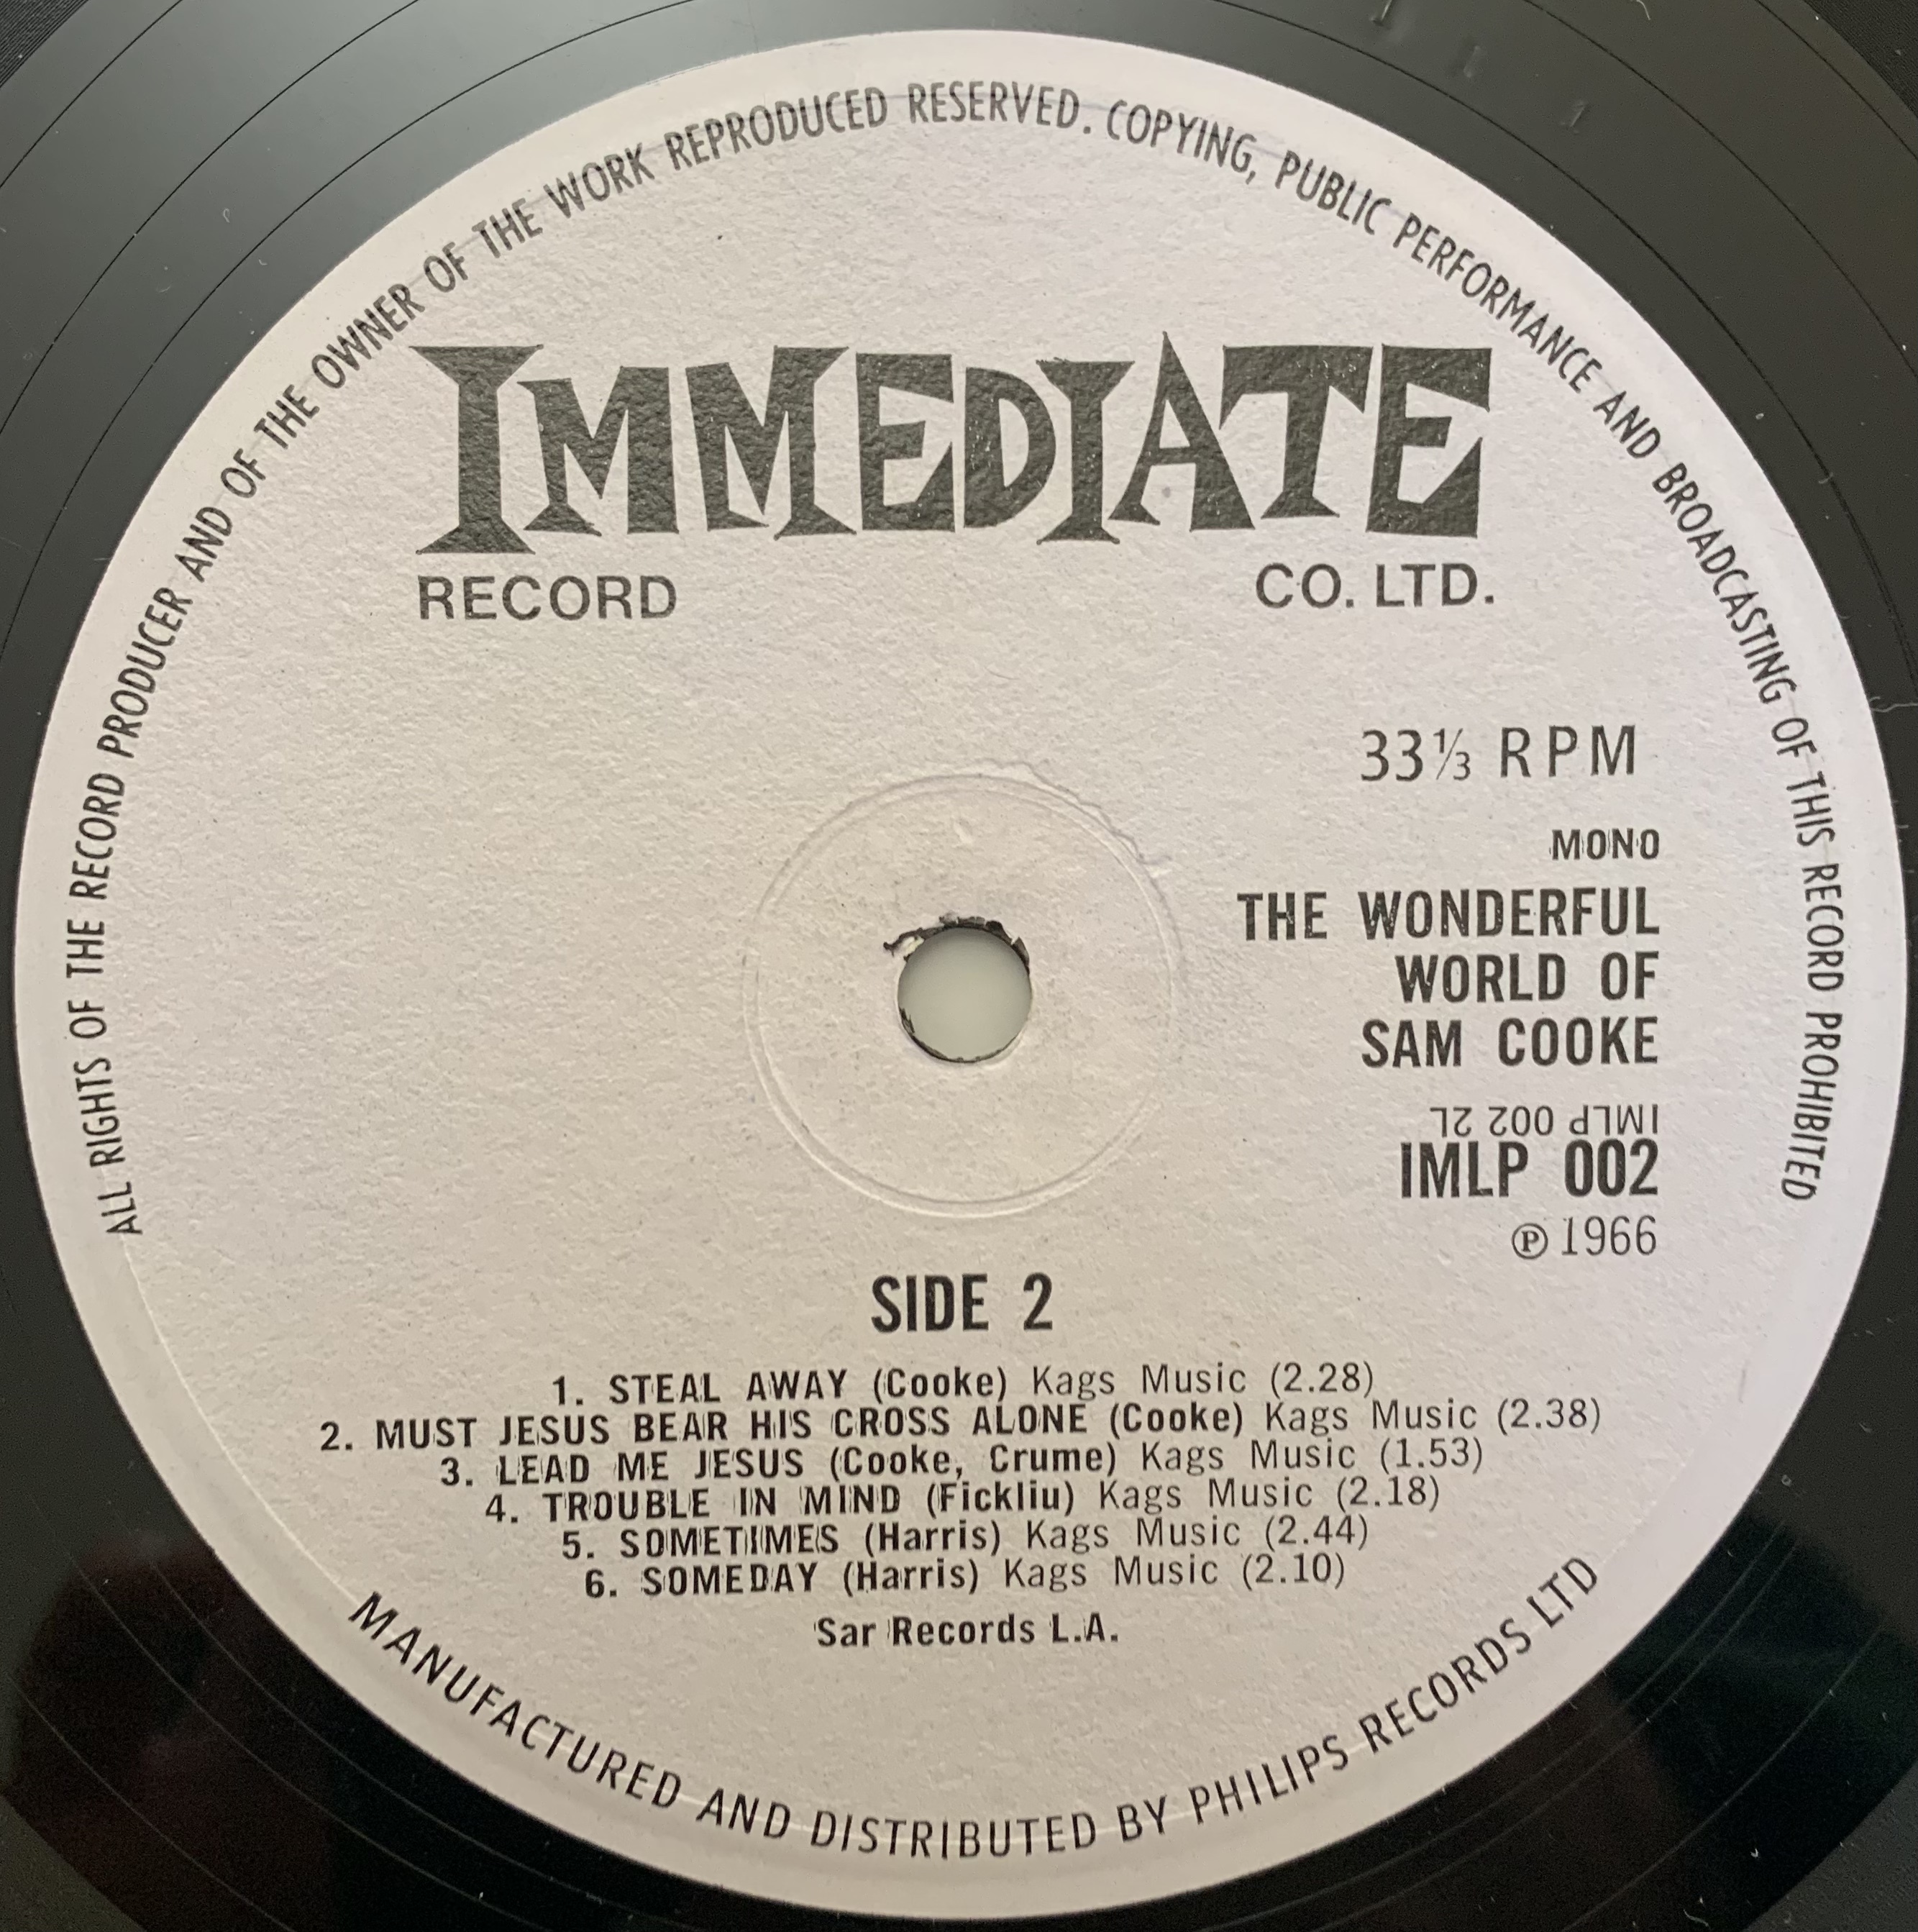 ALL RIGHTS OF THE RECORD PRODUCER AND OF THE OWNER OF THE WORK REPRODUCED RESERVED. COPYING, PUBLIC PERFORMANCE AND BROADCASTING OF THIS RECORD PROHIBITED
IMMEDIATE
RECORD CO. LTD.
33⅓ RPM
MONO
THE WONDERFUL
WORLD OF
SAM COOKE
IMLP 002 2L
IMLP 002
℗ 1966
SIDE 2
1. STEAL AWAY (Cooke) Kags Music (2.28)
2. MUST JESUS BEAR HIS CROSS ALONE (Cooke) Kags Music (2.38)
3. LEAD ME JESUS (Cooke, Crume) Kags Music (1.53)
4. TROUBLE IN MIND (Fickliu) Kags Music (2.18)
5. SOMETIMES (Harris) Kags Music (2.44)
6. SOMEDAY (Harris) Kags Music (2.10)
Sar Records L.A.
MANUFACTURED AND DISTRIBUTED BY PHILIPS RECORDS LTD